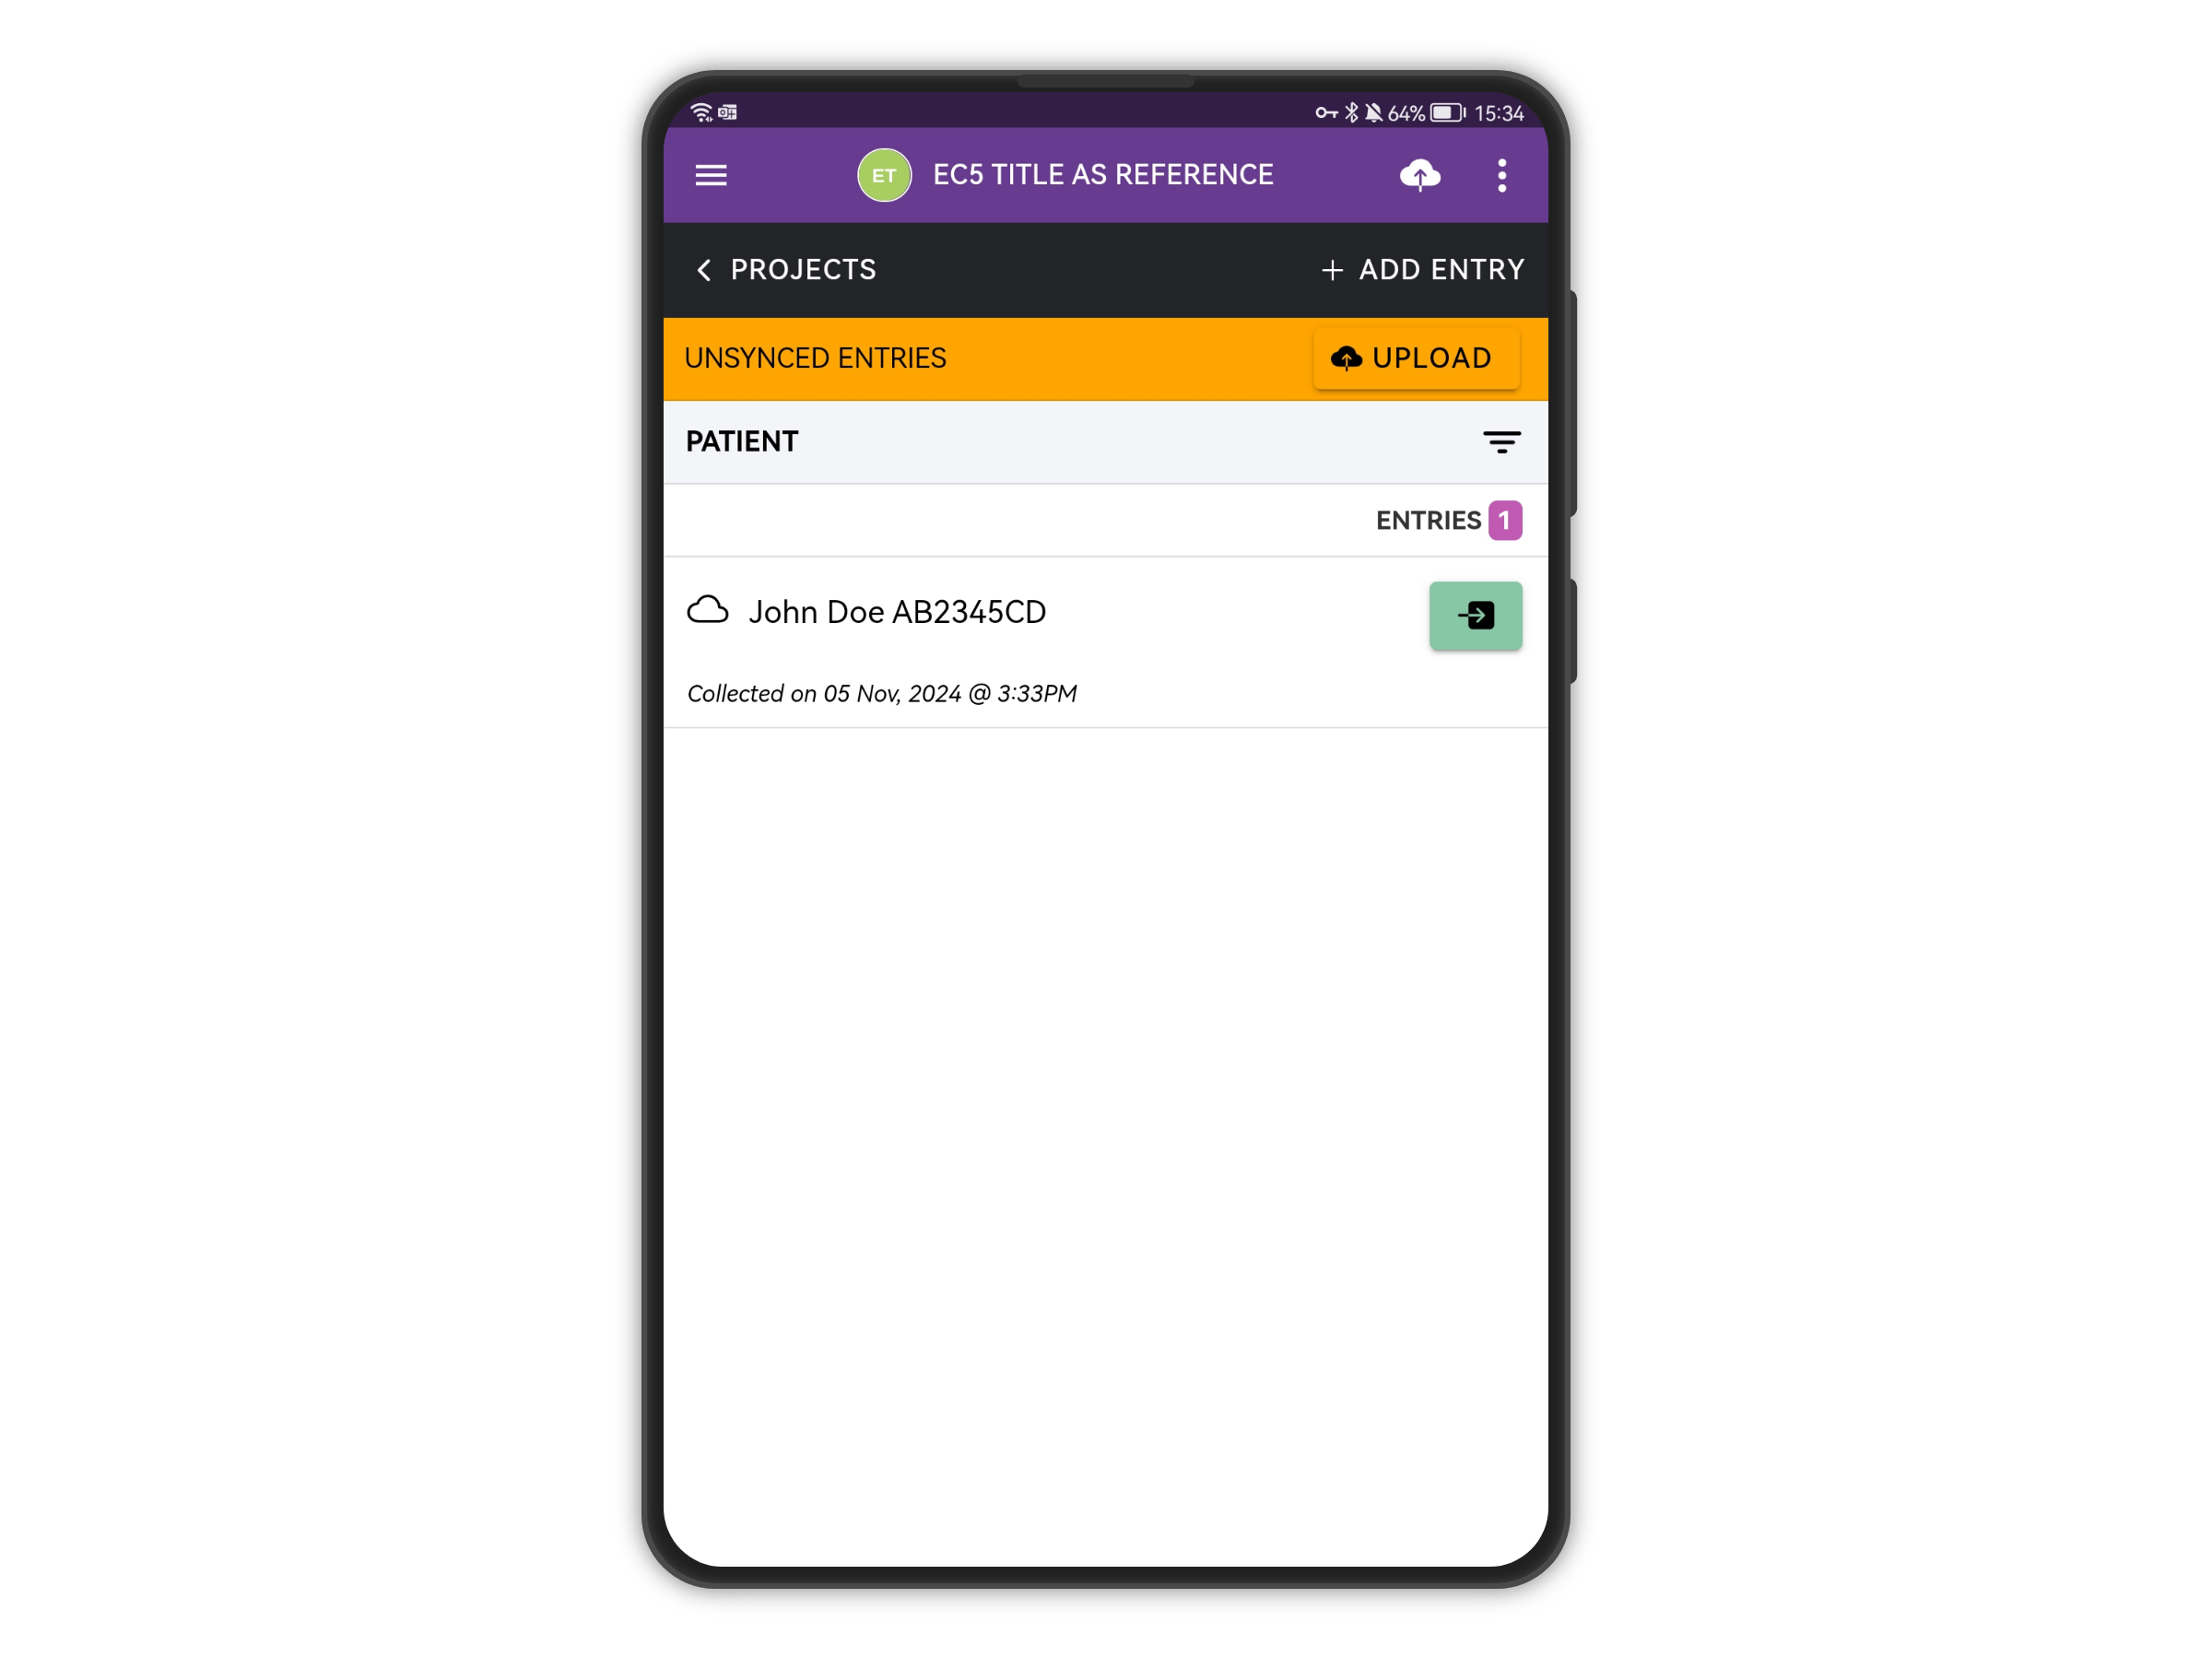 64% 15:34
ET EC5 TITLE AS REFERENCE
PROJECTS + ADD ENTRY
UNSYNCED ENTRIES UPLOAD
PATIENT
ENTRIES 1
John Doe AB2345CD
Collected on 05 Nov, 2024 @ 3:33PM